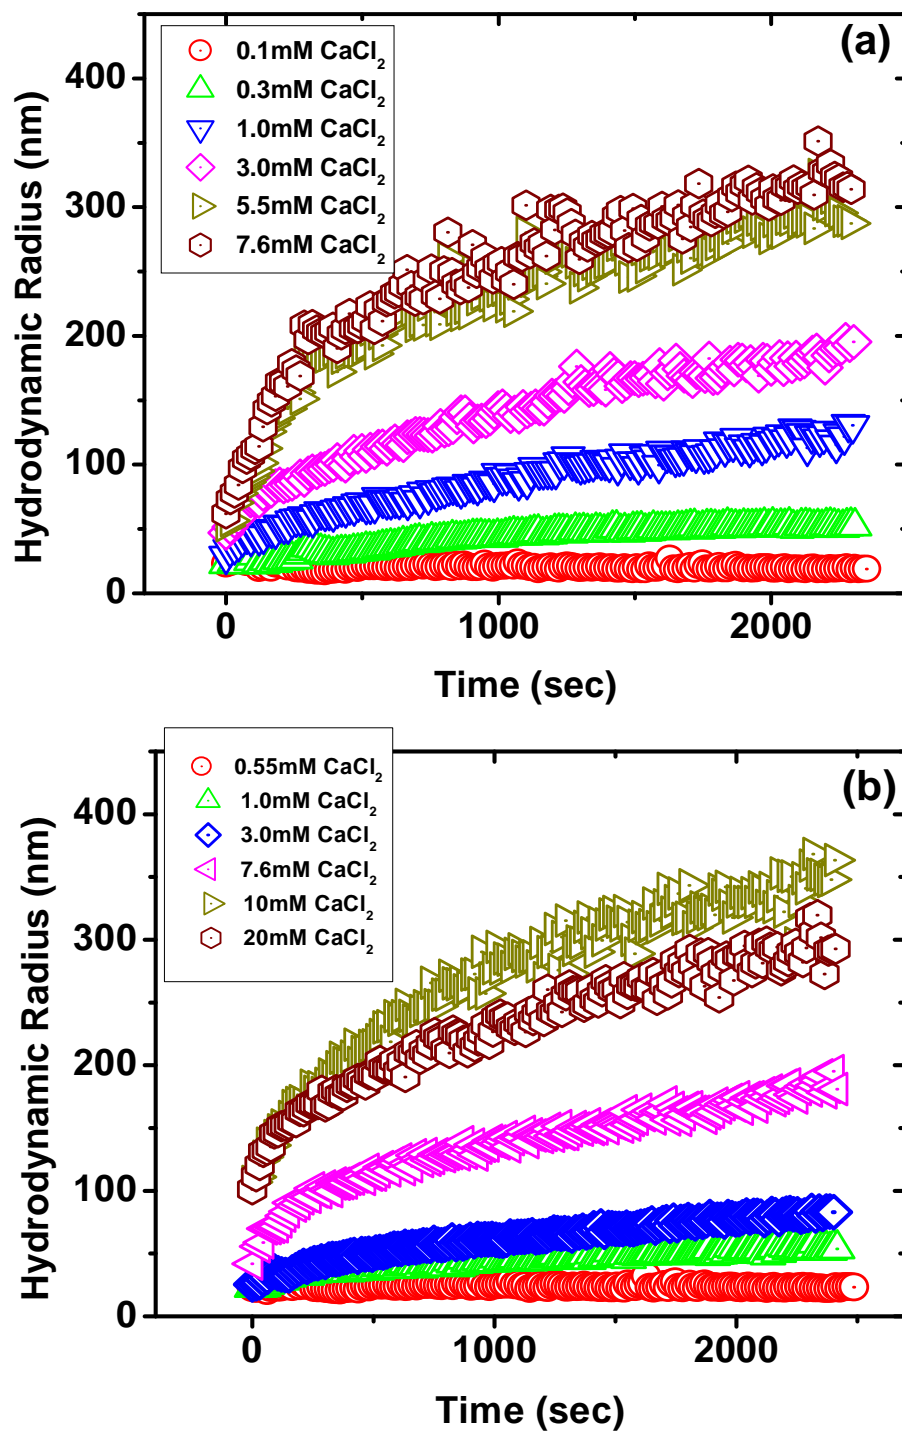 (a)
0.1mM CaCl₂
0.3mM CaCl₂
1.0mM CaCl₂
3.0mM CaCl₂
5.5mM CaCl₂
7.6mM CaCl₂
Hydrodynamic Radius (nm)
400
300
200
100
0
0 1000 2000
Time (sec)
(b)
0.55mM CaCl₂
1.0mM CaCl₂
3.0mM CaCl₂
7.6mM CaCl₂
10mM CaCl₂
20mM CaCl₂
Hydrodynamic Radius (nm)
400
300
200
100
0
0 1000 2000
Time (sec)